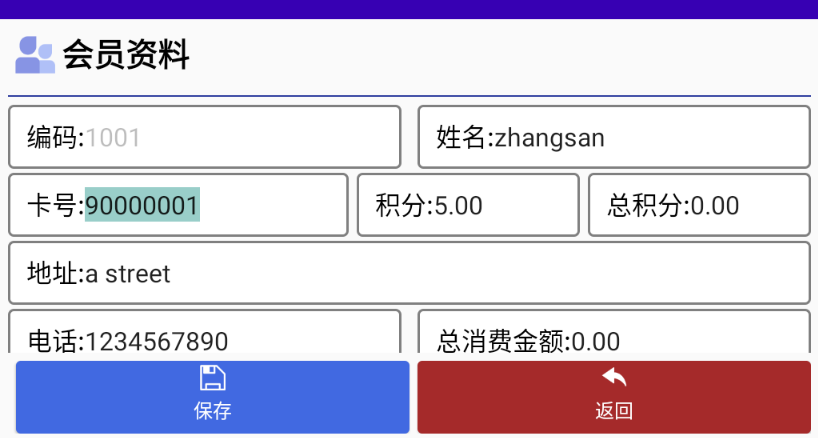 会员资料
编码:1001 姓名:zhangsan
卡号:90000001 积分:5.00 总积分:0.00
地址:a street
电话:1234567890 总消费金额:0.00
保存 返回